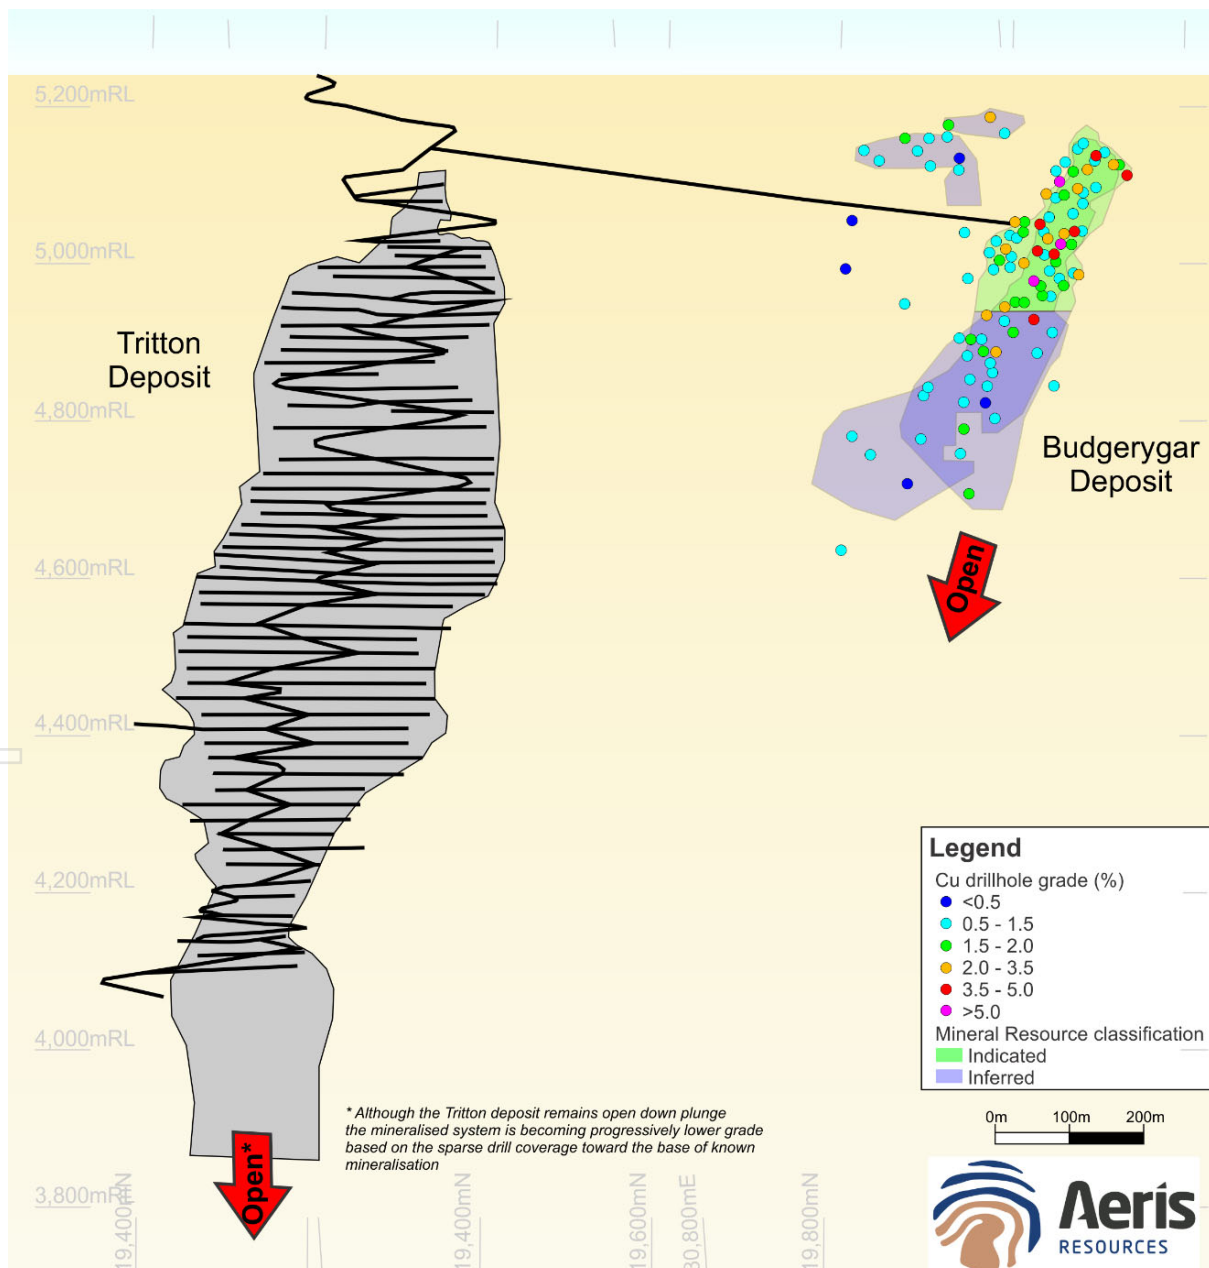 5,200mRL
5,000mRL
Tritton
Deposit
4,800mRL
Budgerygar
Deposit
4,600mRL
Open
4,400mRL
4,200mRL
4,000mRL
3,800mRL
Legend
Cu drillhole grade (%)
<0.5
0.5 - 1.5
1.5 - 2.0
2.0 - 3.5
3.5 - 5.0
>5.0
Mineral Resource classification
Indicated
Inferred
0m 100m 200m
* Although the Tritton deposit remains open down plunge
the mineralised system is becoming progressively lower grade
based on the sparse drill coverage toward the base of known
mineralisation
Open*
19,400mN
19,600mN
19,800mN
Aeris
RESOURCES